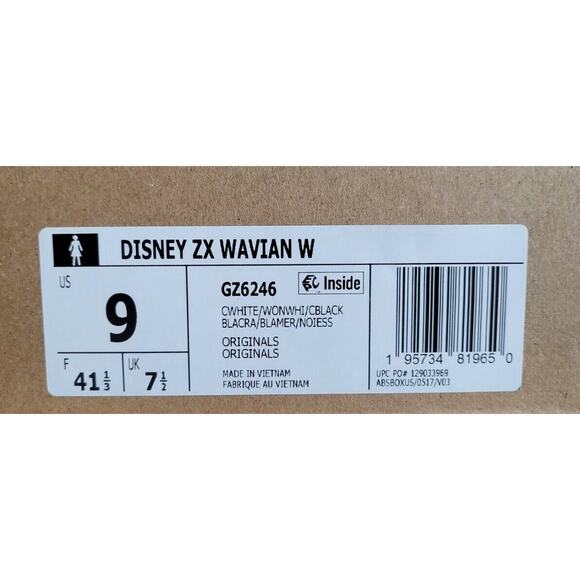 DISNEY ZX WAVIAN W
US
9
F
41 1/3
UK
7 1/2
GZ6246
Inside
CWHITE/WONWHI/CBLACK
BLACRA/BLAMER/NOIESS
ORIGINALS
ORIGINALS
MADE IN VIETNAM
FABRIQUE AU VIETNAM
1 95734 81965 0
UPC PO# 129033969
ABSBOXUS/0517/V03